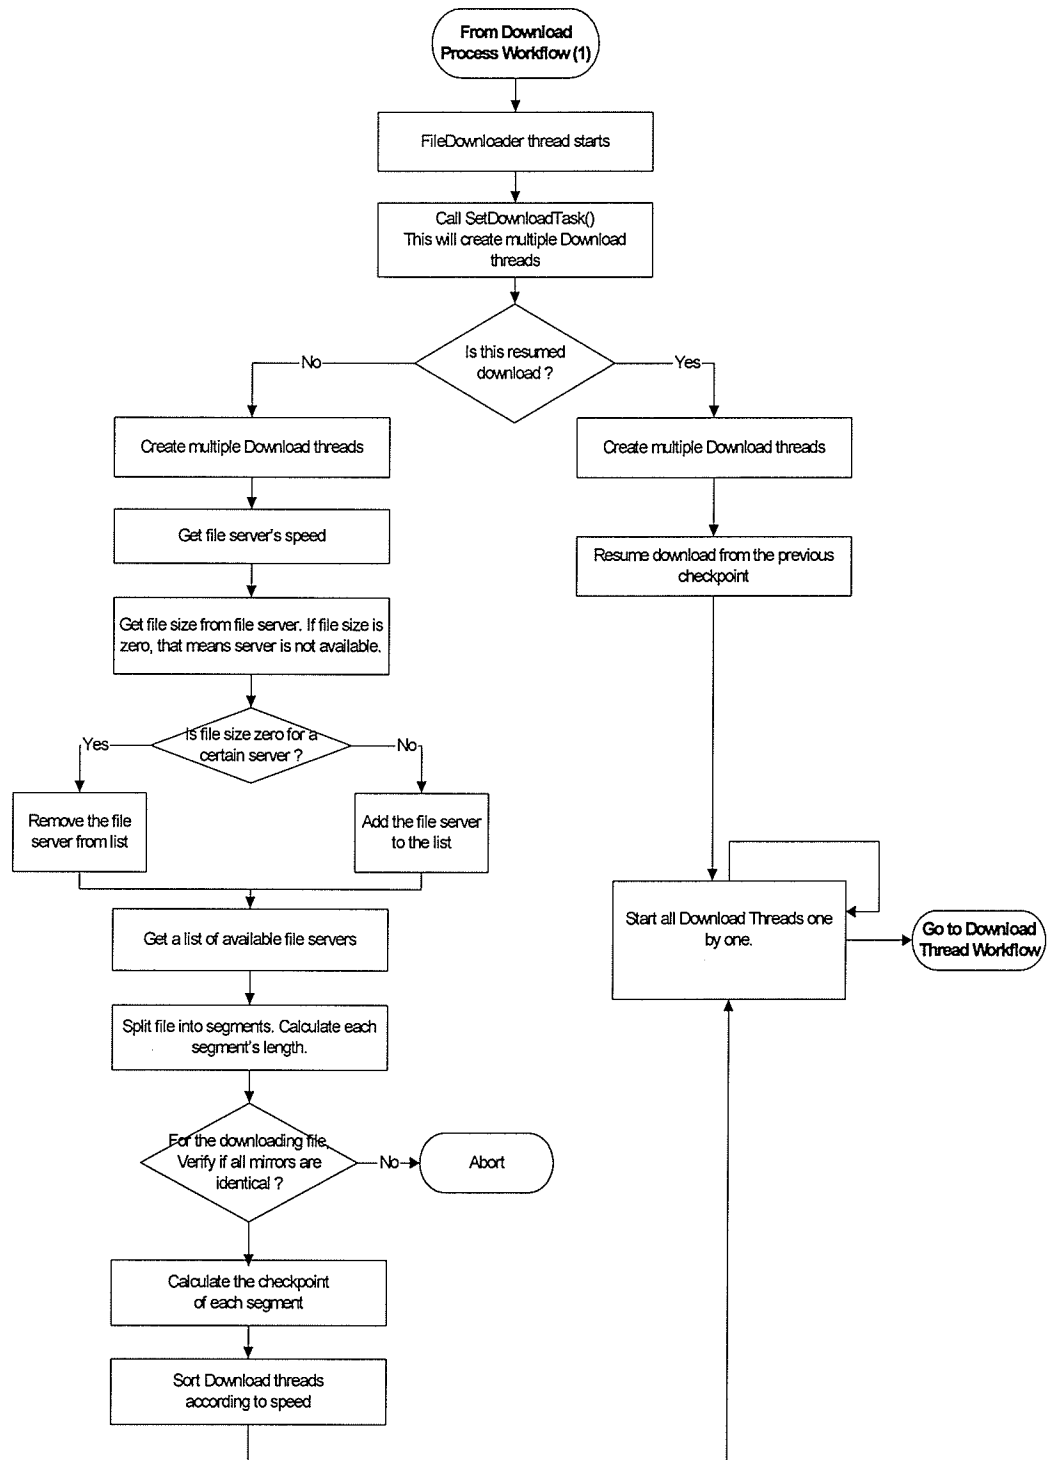 From Download
Process Workflow (1)
FileDownloader thread starts
Call SetDownloadTask()
This will create multiple Download
threads
Is this resumed
download ?
No
Yes
Create multiple Download threads
Create multiple Download threads
Get file server's speed
Resume download from the previous
checkpoint
Get file size from file server. If file size is
zero, that means server is not available.
Is file size zero for a
certain server ?
Yes
No
Remove the file
server from list
Add the file server
to the list
Start all Download Threads one
by one.
Go to Download
Thread Workflow
Get a list of available file servers
Split file into segments. Calculate each
segment's length.
For the downloading file,
Verify if all mirrors are
identical ?
No
Abort
Calculate the checkpoint
of each segment
Sort Download threads
according to speed